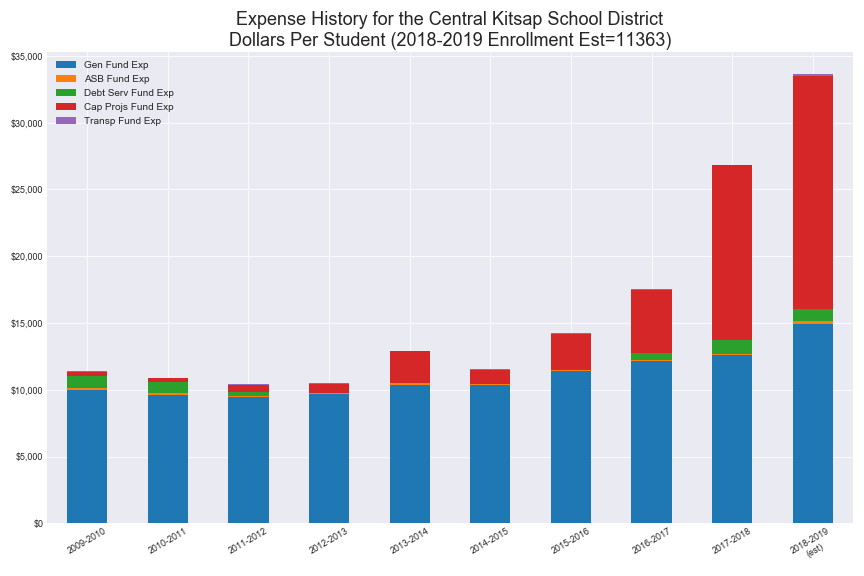 Expense History for the Central Kitsap School District
Dollars Per Student (2018-2019 Enrollment Est=11363)
$35,000
$30,000
$25,000
$20,000
$15,000
$10,000
$5,000
$0
Gen Fund Exp
ASB Fund Exp
Debt Serv Fund Exp
Cap Projs Fund Exp
Transp Fund Exp
2009-2010
2010-2011
2011-2012
2012-2013
2013-2014
2014-2015
2015-2016
2016-2017
2017-2018
2018-2019
(est)